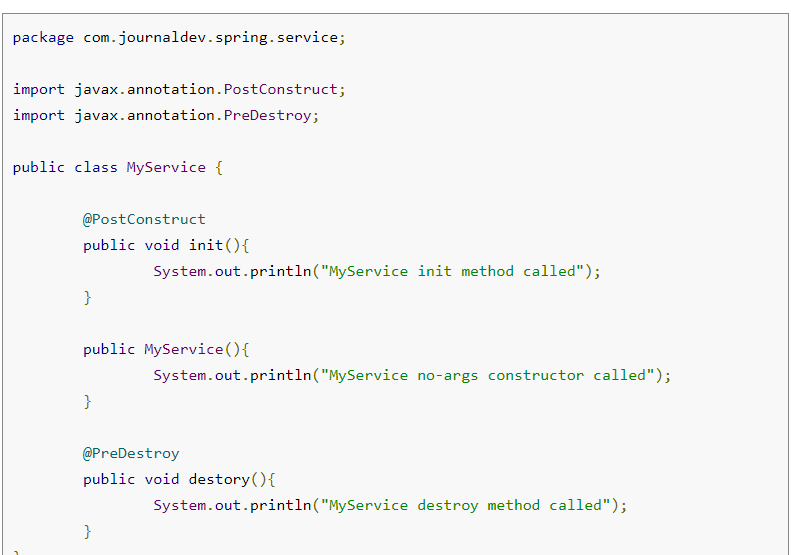 package com.journaldev.spring.service;
import javax.annotation.PostConstruct;
import javax.annotation.PreDestroy;
public class MyService {
@PostConstruct
public void init(){
System.out.println("MyService init method called");
}
public MyService(){
System.out.println("MyService no-args constructor called");
}
@PreDestroy
public void destory(){
System.out.println("MyService destroy method called");
}
}